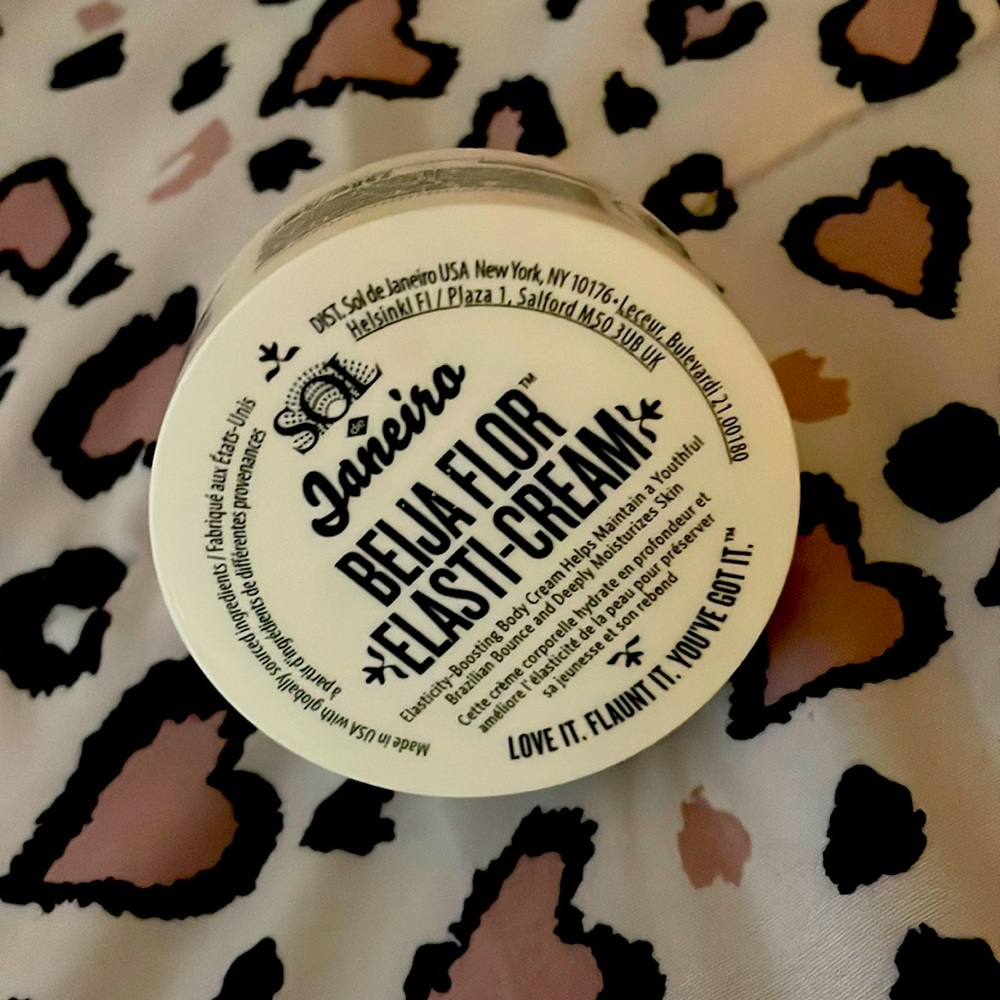 DIST. Sol de Janeiro USA New York, NY 10176 • Leceur, Bulevardi 21, 00180
Helsinki FI / Plaza 1, Salford M50 3UB UK
SOL
de
Janeiro
BEIJA FLOR™
ELASTI-CREAM
Elasticity-Boosting Body Cream Helps Maintain a Youthful
Brazilian Bounce and Deeply Moisturizes Skin
Cette crème corporelle hydrate en profondeur et
améliore l'élasticité de la peau pour préserver
sa jeunesse et son rebond
LOVE IT. FLAUNT IT. YOU'VE GOT IT.™
Made in USA with globally sourced ingredients / Fabriqué aux États-Unis
à partir d'ingrédients de différentes provenances